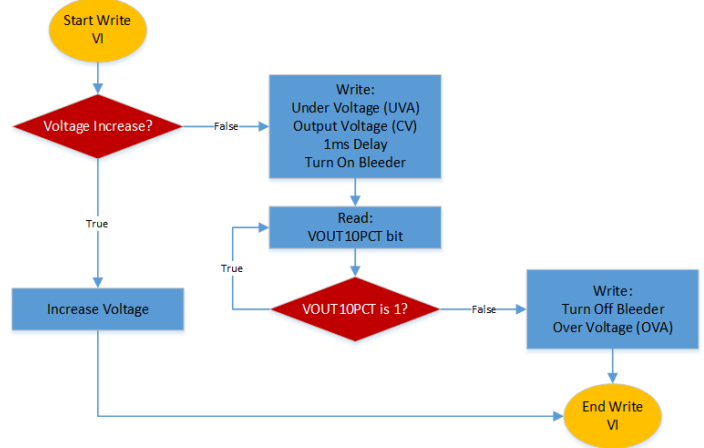 Start Write
VI
Voltage Increase?
False
Write:
Under Voltage (UVA)
Output Voltage (CV)
1ms Delay
Turn On Bleeder
True
Read:
VOUT10PCT bit
True
Increase Voltage
VOUT10PCT is 1?
False
Write:
Turn Off Bleeder
Over Voltage (OVA)
End Write
VI